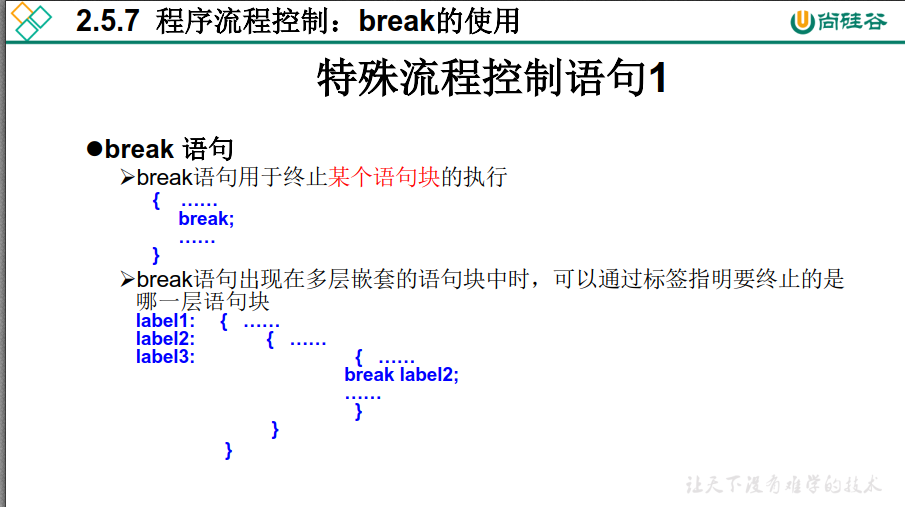 2.5.7 程序流程控制：break的使用
尚硅谷
特殊流程控制语句1
●break 语句
➢break语句用于终止某个语句块的执行
{ ……
break;
……
}
➢break语句出现在多层嵌套的语句块中时，可以通过标签指明要终止的是
哪一层语句块
label1: { ……
label2: { ……
label3: { ……
break label2;
……
}
}
}
让天下没有难学的技术